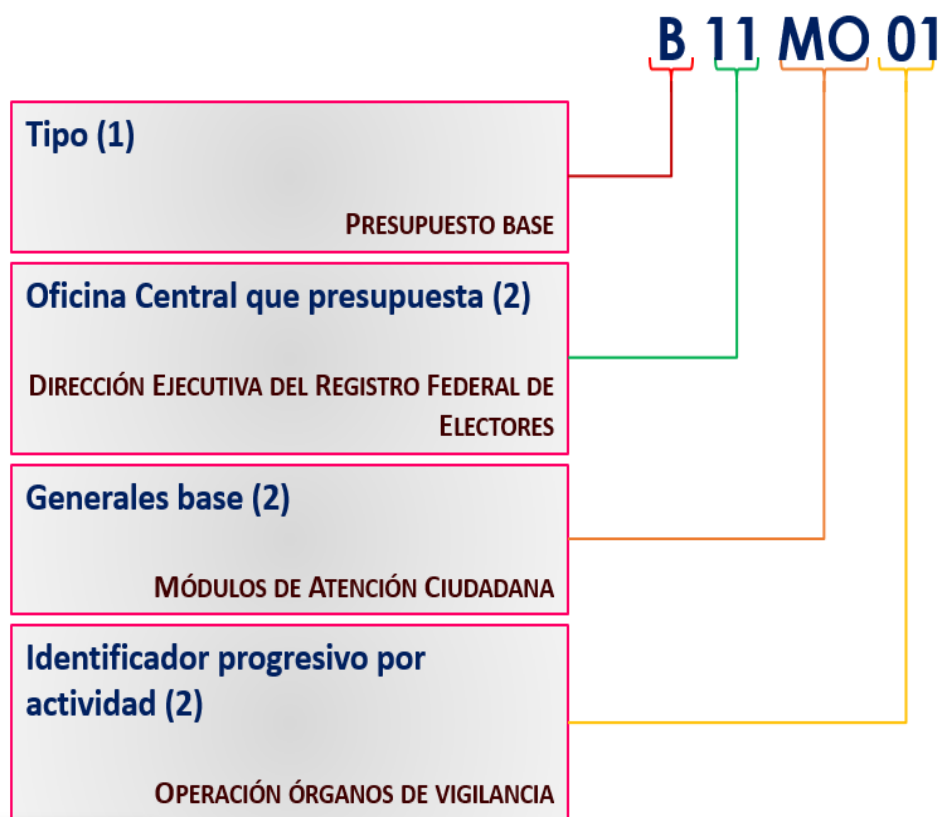 B 11 MO 01
Tipo (1)
PRESUPUESTO BASE
Oficina Central que presupuesta (2)
DIRECCIÓN EJECUTIVA DEL REGISTRO FEDERAL DE
ELECTORES
Generales base (2)
MÓDULOS DE ATENCIÓN CIUDADANA
Identificador progresivo por
actividad (2)
OPERACIÓN ÓRGANOS DE VIGILANCIA